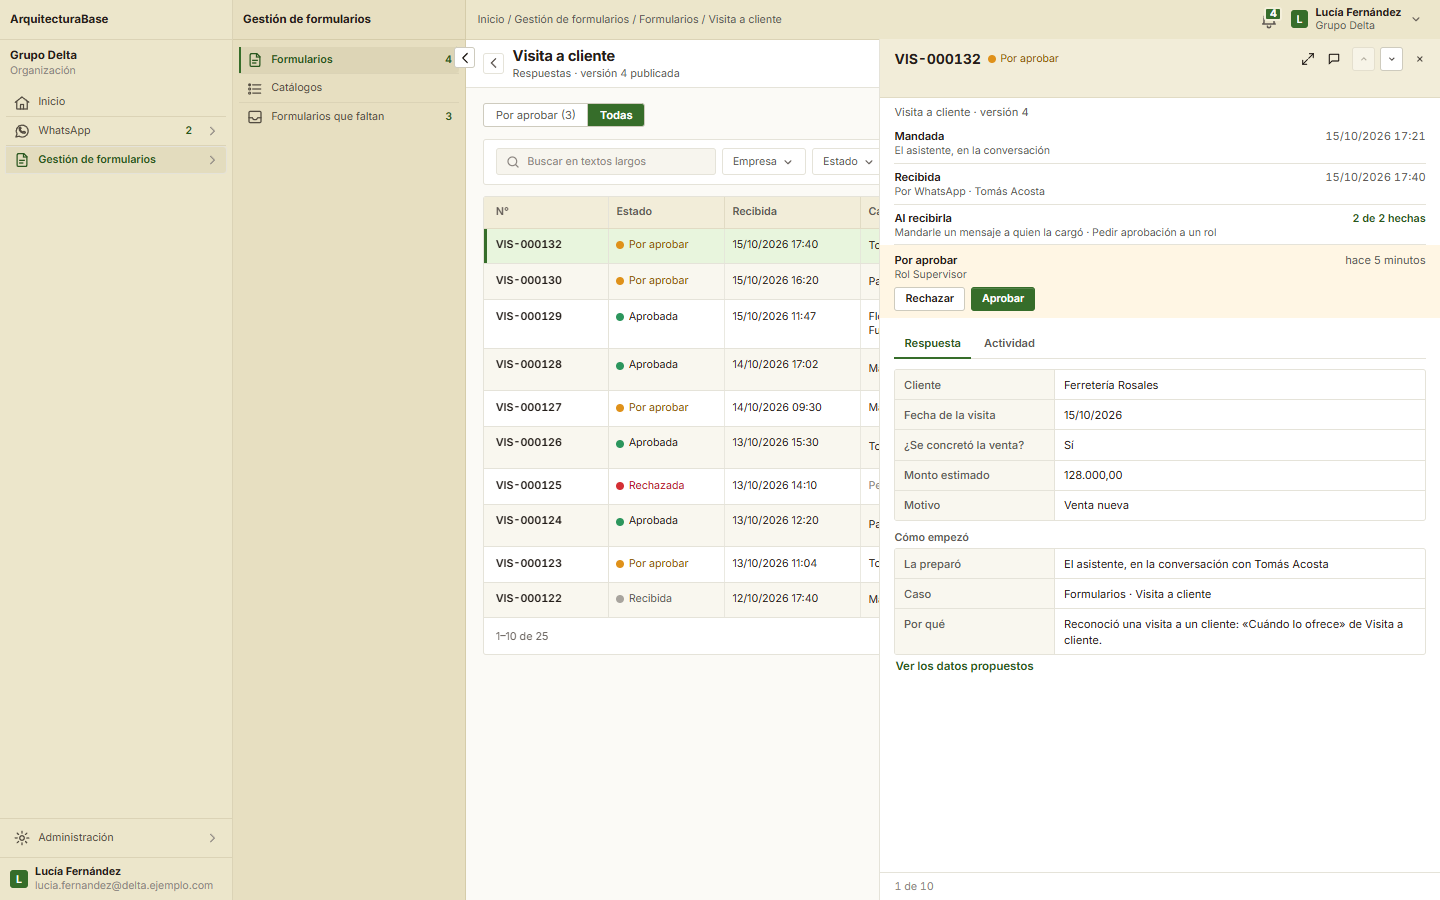 ArquitecturaBase
Grupo Delta
Organización
Inicio
WhatsApp 2
Gestión de formularios
Administración
L Lucía Fernández
lucia.fernandez@delta.ejemplo.com
Gestión de formularios
Formularios 4
Catálogos
Formularios que faltan 3
Inicio / Gestión de formularios / Formularios / Visita a cliente
4 L Lucía Fernández
Grupo Delta
Visita a cliente
Respuestas · versión 4 publicada
Por aprobar (3) Todas
Buscar en textos largos Empresa Estado
N° Estado Recibida Ca
VIS-000132 Por aprobar 15/10/2026 17:40 To
VIS-000130 Por aprobar 15/10/2026 16:20 Pa
VIS-000129 Aprobada 15/10/2026 11:47 Flo
Fu
VIS-000128 Aprobada 14/10/2026 17:02 Ma
VIS-000127 Por aprobar 14/10/2026 09:30 Ma
VIS-000126 Aprobada 13/10/2026 15:30 To
VIS-000125 Rechazada 13/10/2026 14:10 Pe
VIS-000124 Aprobada 13/10/2026 12:20 Pa
VIS-000123 Por aprobar 13/10/2026 11:04 To
VIS-000122 Recibida 12/10/2026 17:40 Ma
1–10 de 25
VIS-000132 Por aprobar
Visita a cliente · versión 4
Mandada 15/10/2026 17:21
El asistente, en la conversación
Recibida 15/10/2026 17:40
Por WhatsApp · Tomás Acosta
Al recibirla 2 de 2 hechas
Mandarle un mensaje a quien la cargó · Pedir aprobación a un rol
Por aprobar hace 5 minutos
Rol Supervisor
Rechazar Aprobar
Respuesta Actividad
Cliente Ferretería Rosales
Fecha de la visita 15/10/2026
¿Se concretó la venta? Sí
Monto estimado 128.000,00
Motivo Venta nueva
Cómo empezó
La preparó El asistente, en la conversación con Tomás Acosta
Caso Formularios · Visita a cliente
Por qué Reconoció una visita a un cliente: «Cuándo lo ofrece» de Visita a
cliente.
Ver los datos propuestos
1 de 10